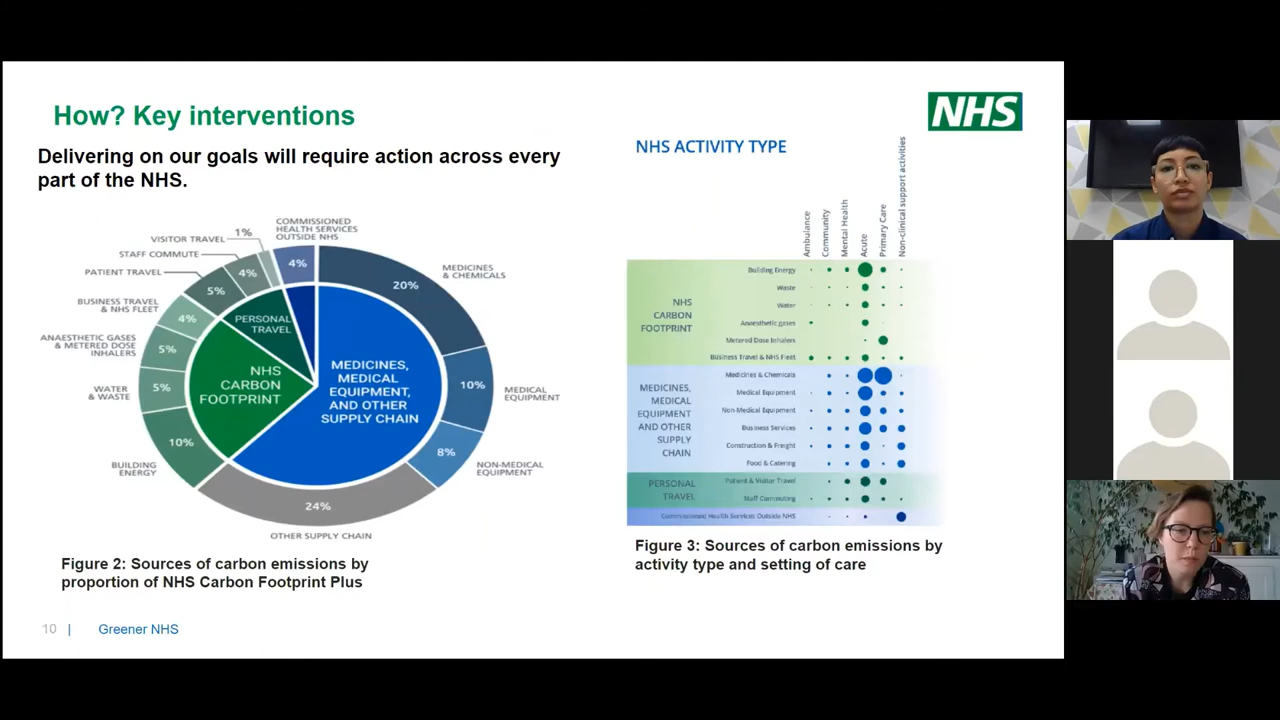 How? Key interventions
NHS
Delivering on our goals will require action across every
part of the NHS.
COMMISSIONED
HEALTH SERVICES
OUTSIDE NHS
VISITOR TRAVEL
1%
STAFF COMMUTE
PATIENT TRAVEL
BUSINESS TRAVEL
& NHS FLEET
ANAESTHETIC GASES
& METERED DOSE
INHALERS
WATER
& WASTE
BUILDING
ENERGY
4%
4%
5%
4%
5%
5%
10%
20%
MEDICINES
& CHEMICALS
10%
MEDICAL
EQUIPMENT
8%
NON-MEDICAL
EQUIPMENT
24%
OTHER SUPPLY CHAIN
PERSONAL
TRAVEL
NHS
CARBON
FOOTPRINT
MEDICINES,
MEDICAL
EQUIPMENT,
AND OTHER
SUPPLY CHAIN
Figure 2: Sources of carbon emissions by
proportion of NHS Carbon Footprint Plus
NHS ACTIVITY TYPE
Ambulance
Community
Mental Health
Acute
Primary Care
Non-clinical support activities
NHS
CARBON
FOOTPRINT
Building Energy
Waste
Water
Anaesthetic gases
Metered Dose Inhalers
Business Travel & NHS Fleet
MEDICINES,
MEDICAL
EQUIPMENT
AND OTHER
SUPPLY
CHAIN
Medicines & Chemicals
Medical Equipment
Non-Medical Equipment
Business Services
Construction & Freight
Food & Catering
PERSONAL
TRAVEL
Patient & Visitor Travel
Staff Commuting
Commissioned Health Services Outside NHS
Figure 3: Sources of carbon emissions by
activity type and setting of care
10 | Greener NHS